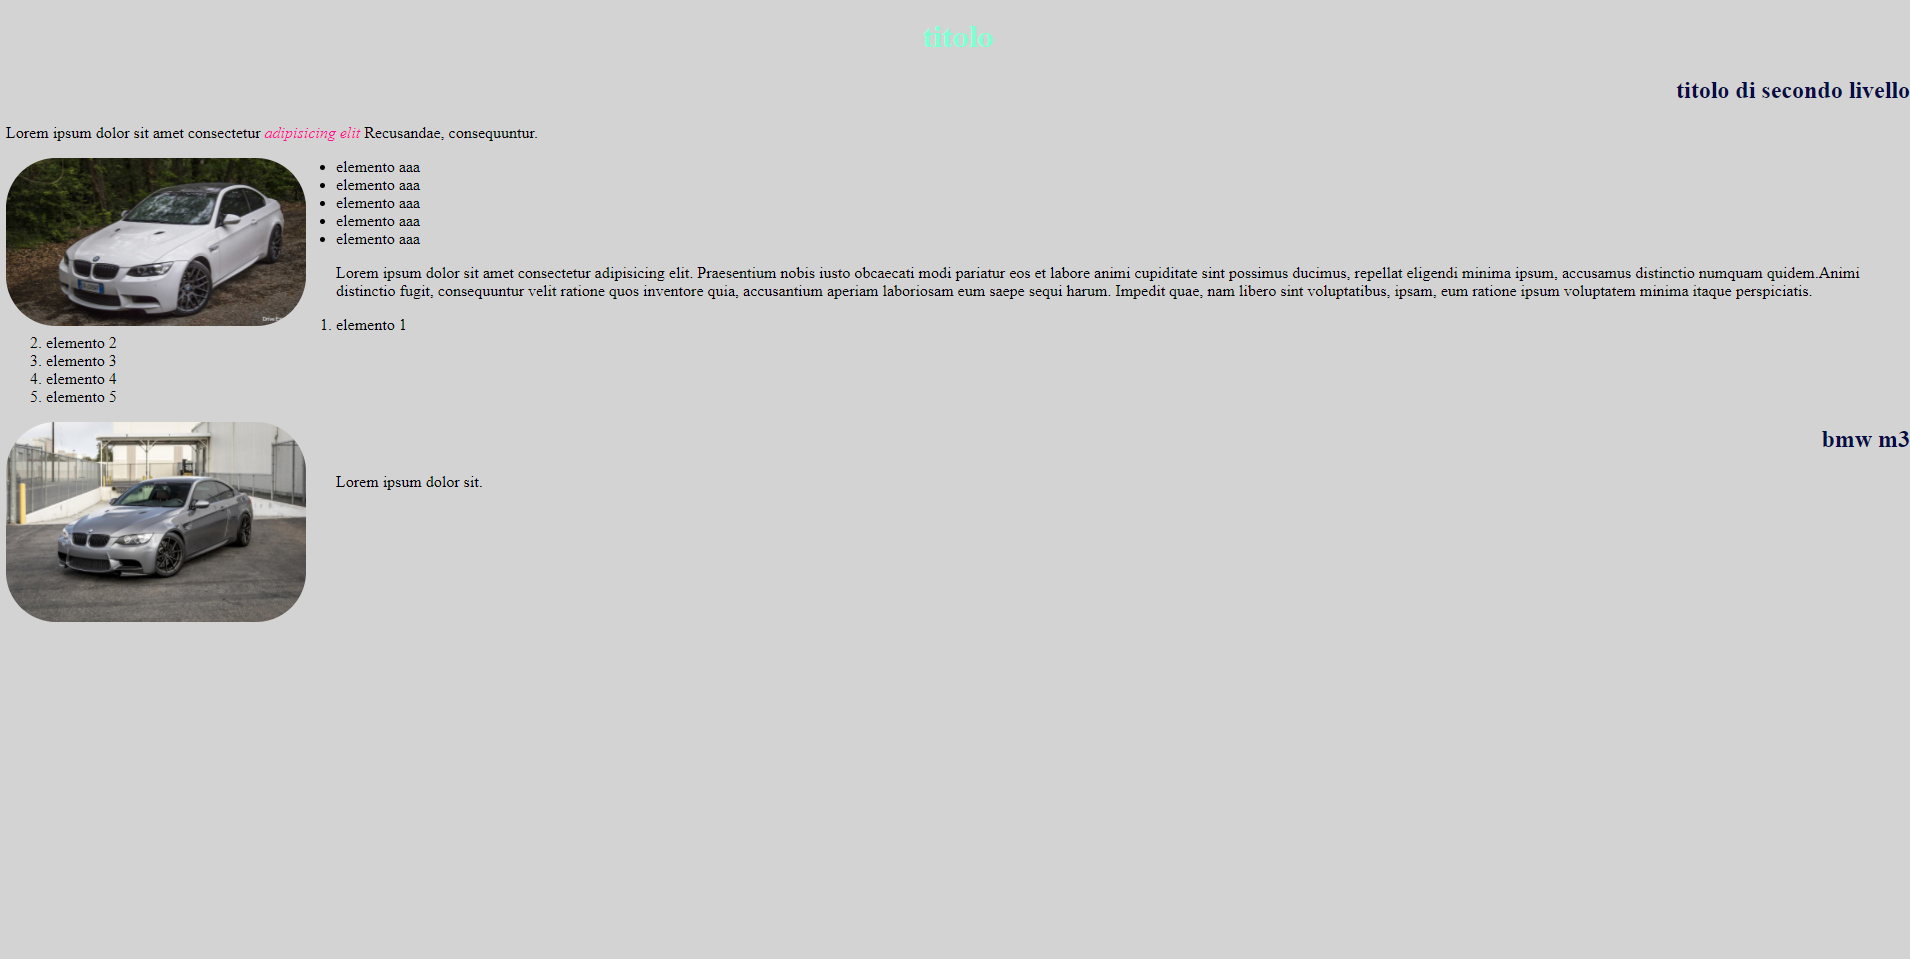 titolo
titolo di secondo livello
Lorem ipsum dolor sit amet consectetur adipisicing elit Recusandae, consequuntur.
• elemento aaa
• elemento aaa
• elemento aaa
• elemento aaa
• elemento aaa
Lorem ipsum dolor sit amet consectetur adipisicing elit. Praesentium nobis iusto obcaecati modi pariatur eos et labore animi cupiditate sint possimus ducimus, repellat eligendi minima ipsum, accusamus distinctio numquam quidem.Animi
distinctio fugit, consequuntur velit ratione quos inventore quia, accusantium aperiam laboriosam eum saepe sequi harum. Impedit quae, nam libero sint voluptatibus, ipsam, eum ratione ipsum voluptatem minima itaque perspiciatis.
1. elemento 1
2. elemento 2
3. elemento 3
4. elemento 4
5. elemento 5
bmw m3
Lorem ipsum dolor sit.